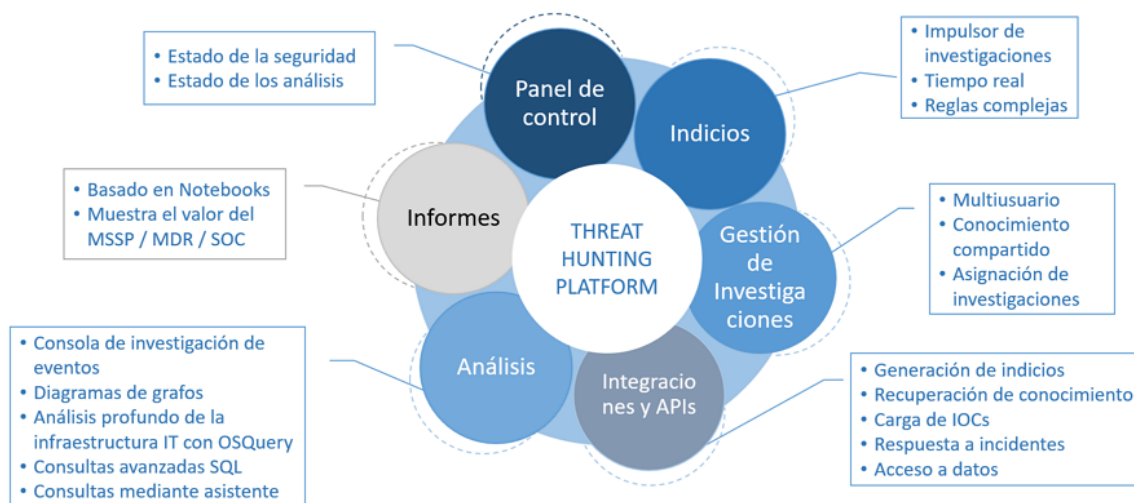 • Estado de la seguridad
• Estado de los análisis
Panel de
control
Indicios
• Impulsor de
investigaciones
• Tiempo real
• Reglas complejas
• Basado en Notebooks
• Muestra el valor del
MSSP / MDR / SOC
Informes
THREAT
HUNTING
PLATFORM
Gestión
de
Investiga
ciones
• Multiusuario
• Conocimiento
compartido
• Asignación de
investigaciones
• Consola de investigación de
eventos
• Diagramas de grafos
• Análisis profundo de la
infraestructura IT con OSQuery
• Consultas avanzadas SQL
• Consultas mediante asistente
Análisis
Integracio
nes y APIs
• Generación de indicios
• Recuperación de conocimiento
• Carga de IOCs
• Respuesta a incidentes
• Acceso a datos